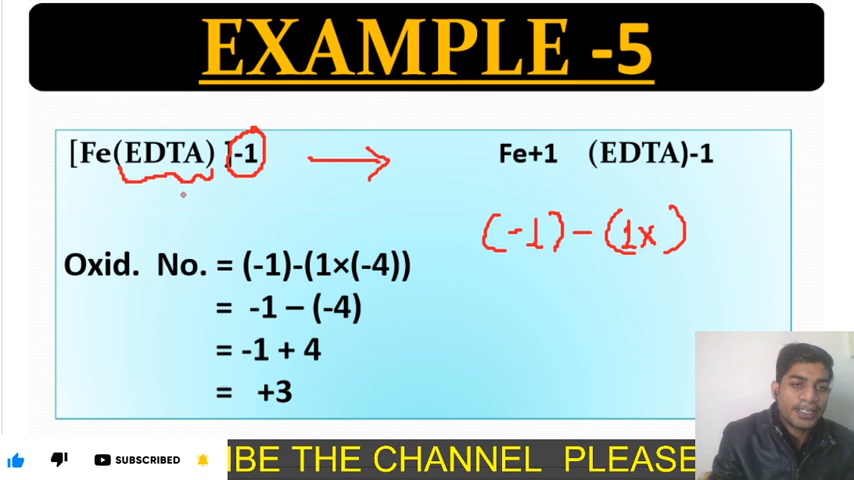 EXAMPLE -5
[Fe(EDTA) ]-1 Fe+1 (EDTA)-1
(-1) - (1x )
Oxid. No. = (-1)-(1×(-4))
= -1 – (-4)
= -1 + 4
= +3
SUBSCRIBED
IBE THE CHANNEL PLEASE